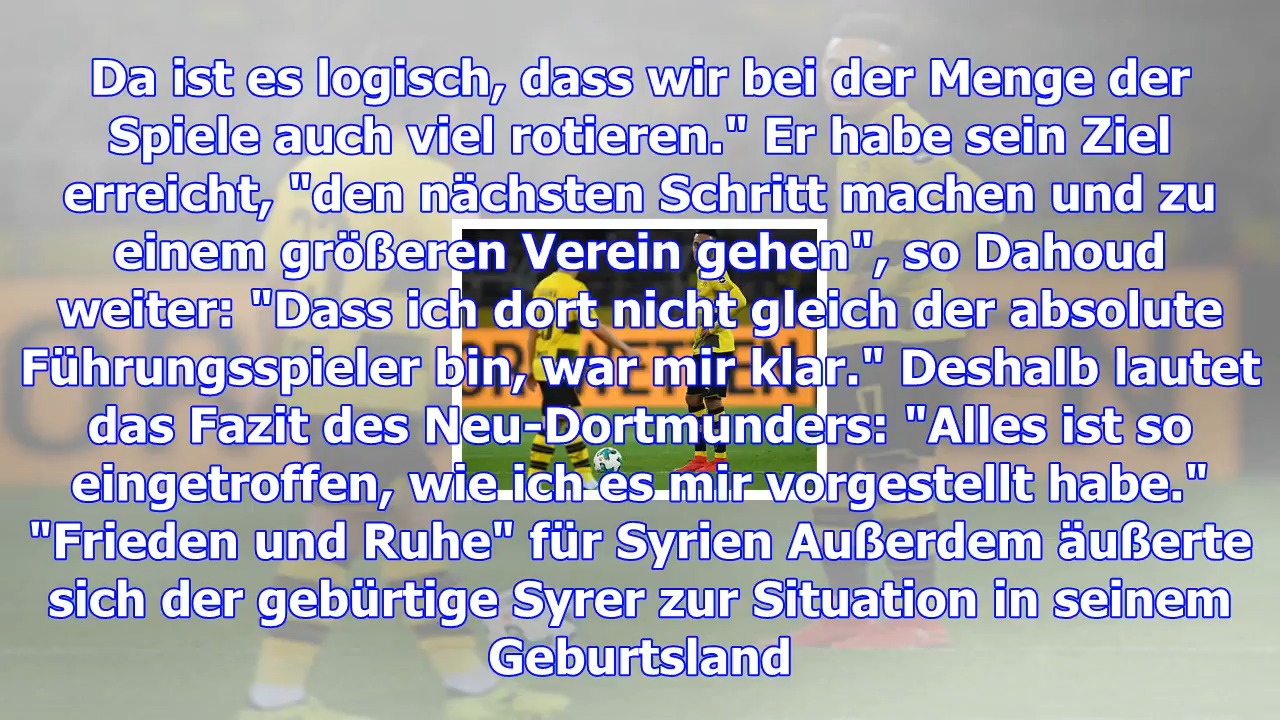 Da ist es logisch, dass wir bei der Menge der
Spiele auch viel rotieren." Er habe sein Ziel
erreicht, "den nächsten Schritt machen und zu
einem größeren Verein gehen", so Dahoud
weiter: "Dass ich dort nicht gleich der absolute
Führungsspieler bin, war mir klar." Deshalb lautet
das Fazit des Neu-Dortmunders: "Alles ist so
eingetroffen, wie ich es mir vorgestellt habe."
"Frieden und Ruhe" für Syrien Außerdem äußerte
sich der gebürtige Syrer zur Situation in seinem
Geburtsland